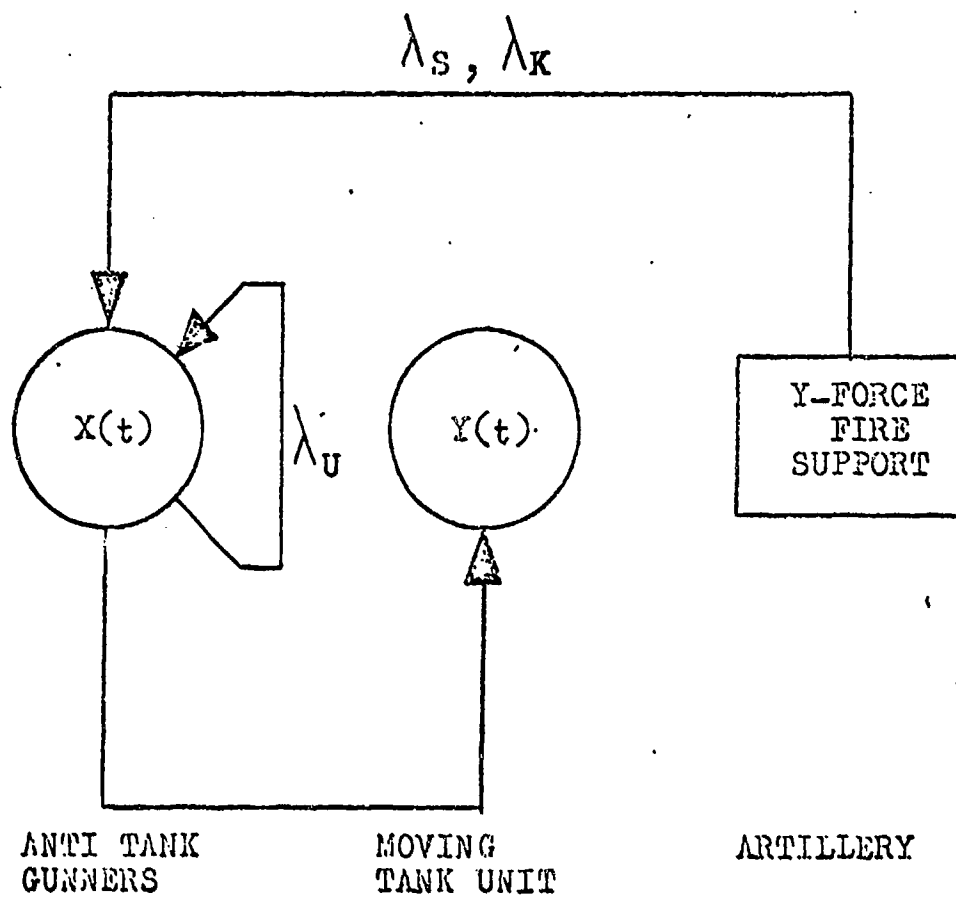 λS, λK
X(t)
λU
Y(t)
Y-FORCE
FIRE
SUPPORT
ANTI TANK
GUNNERS
MOVING
TANK UNIT
ARTILLERY